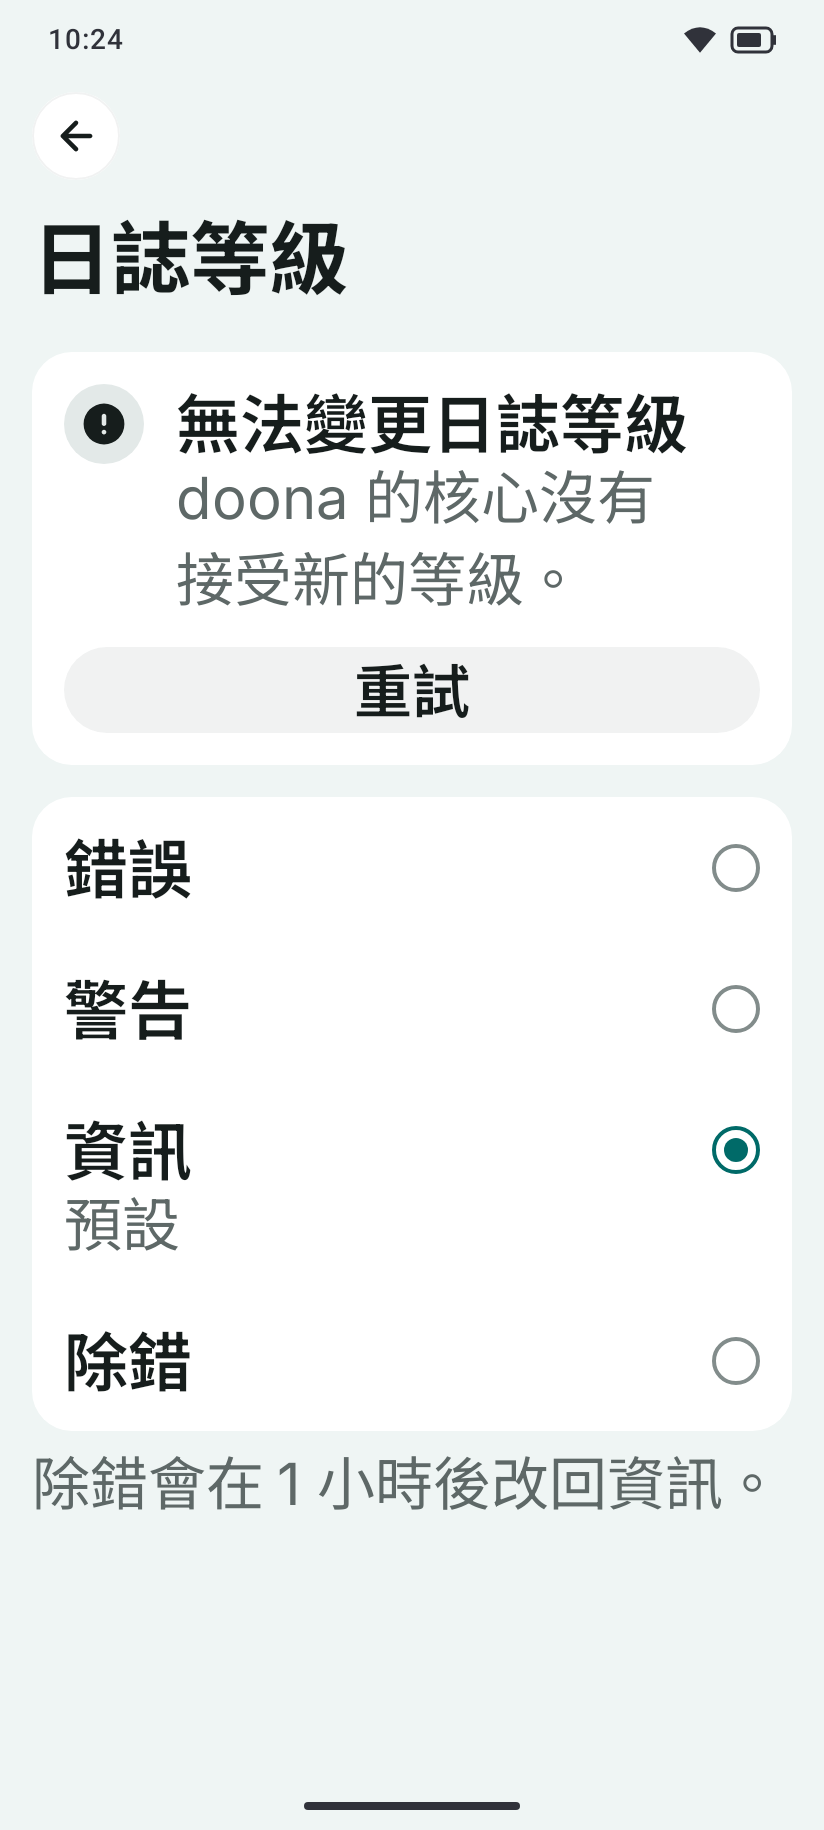 10:24
日誌等級
無法變更日誌等級
doona 的核心沒有
接受新的等級。
重試
錯誤
警告
資訊
預設
除錯
除錯會在 1 小時後改回資訊。